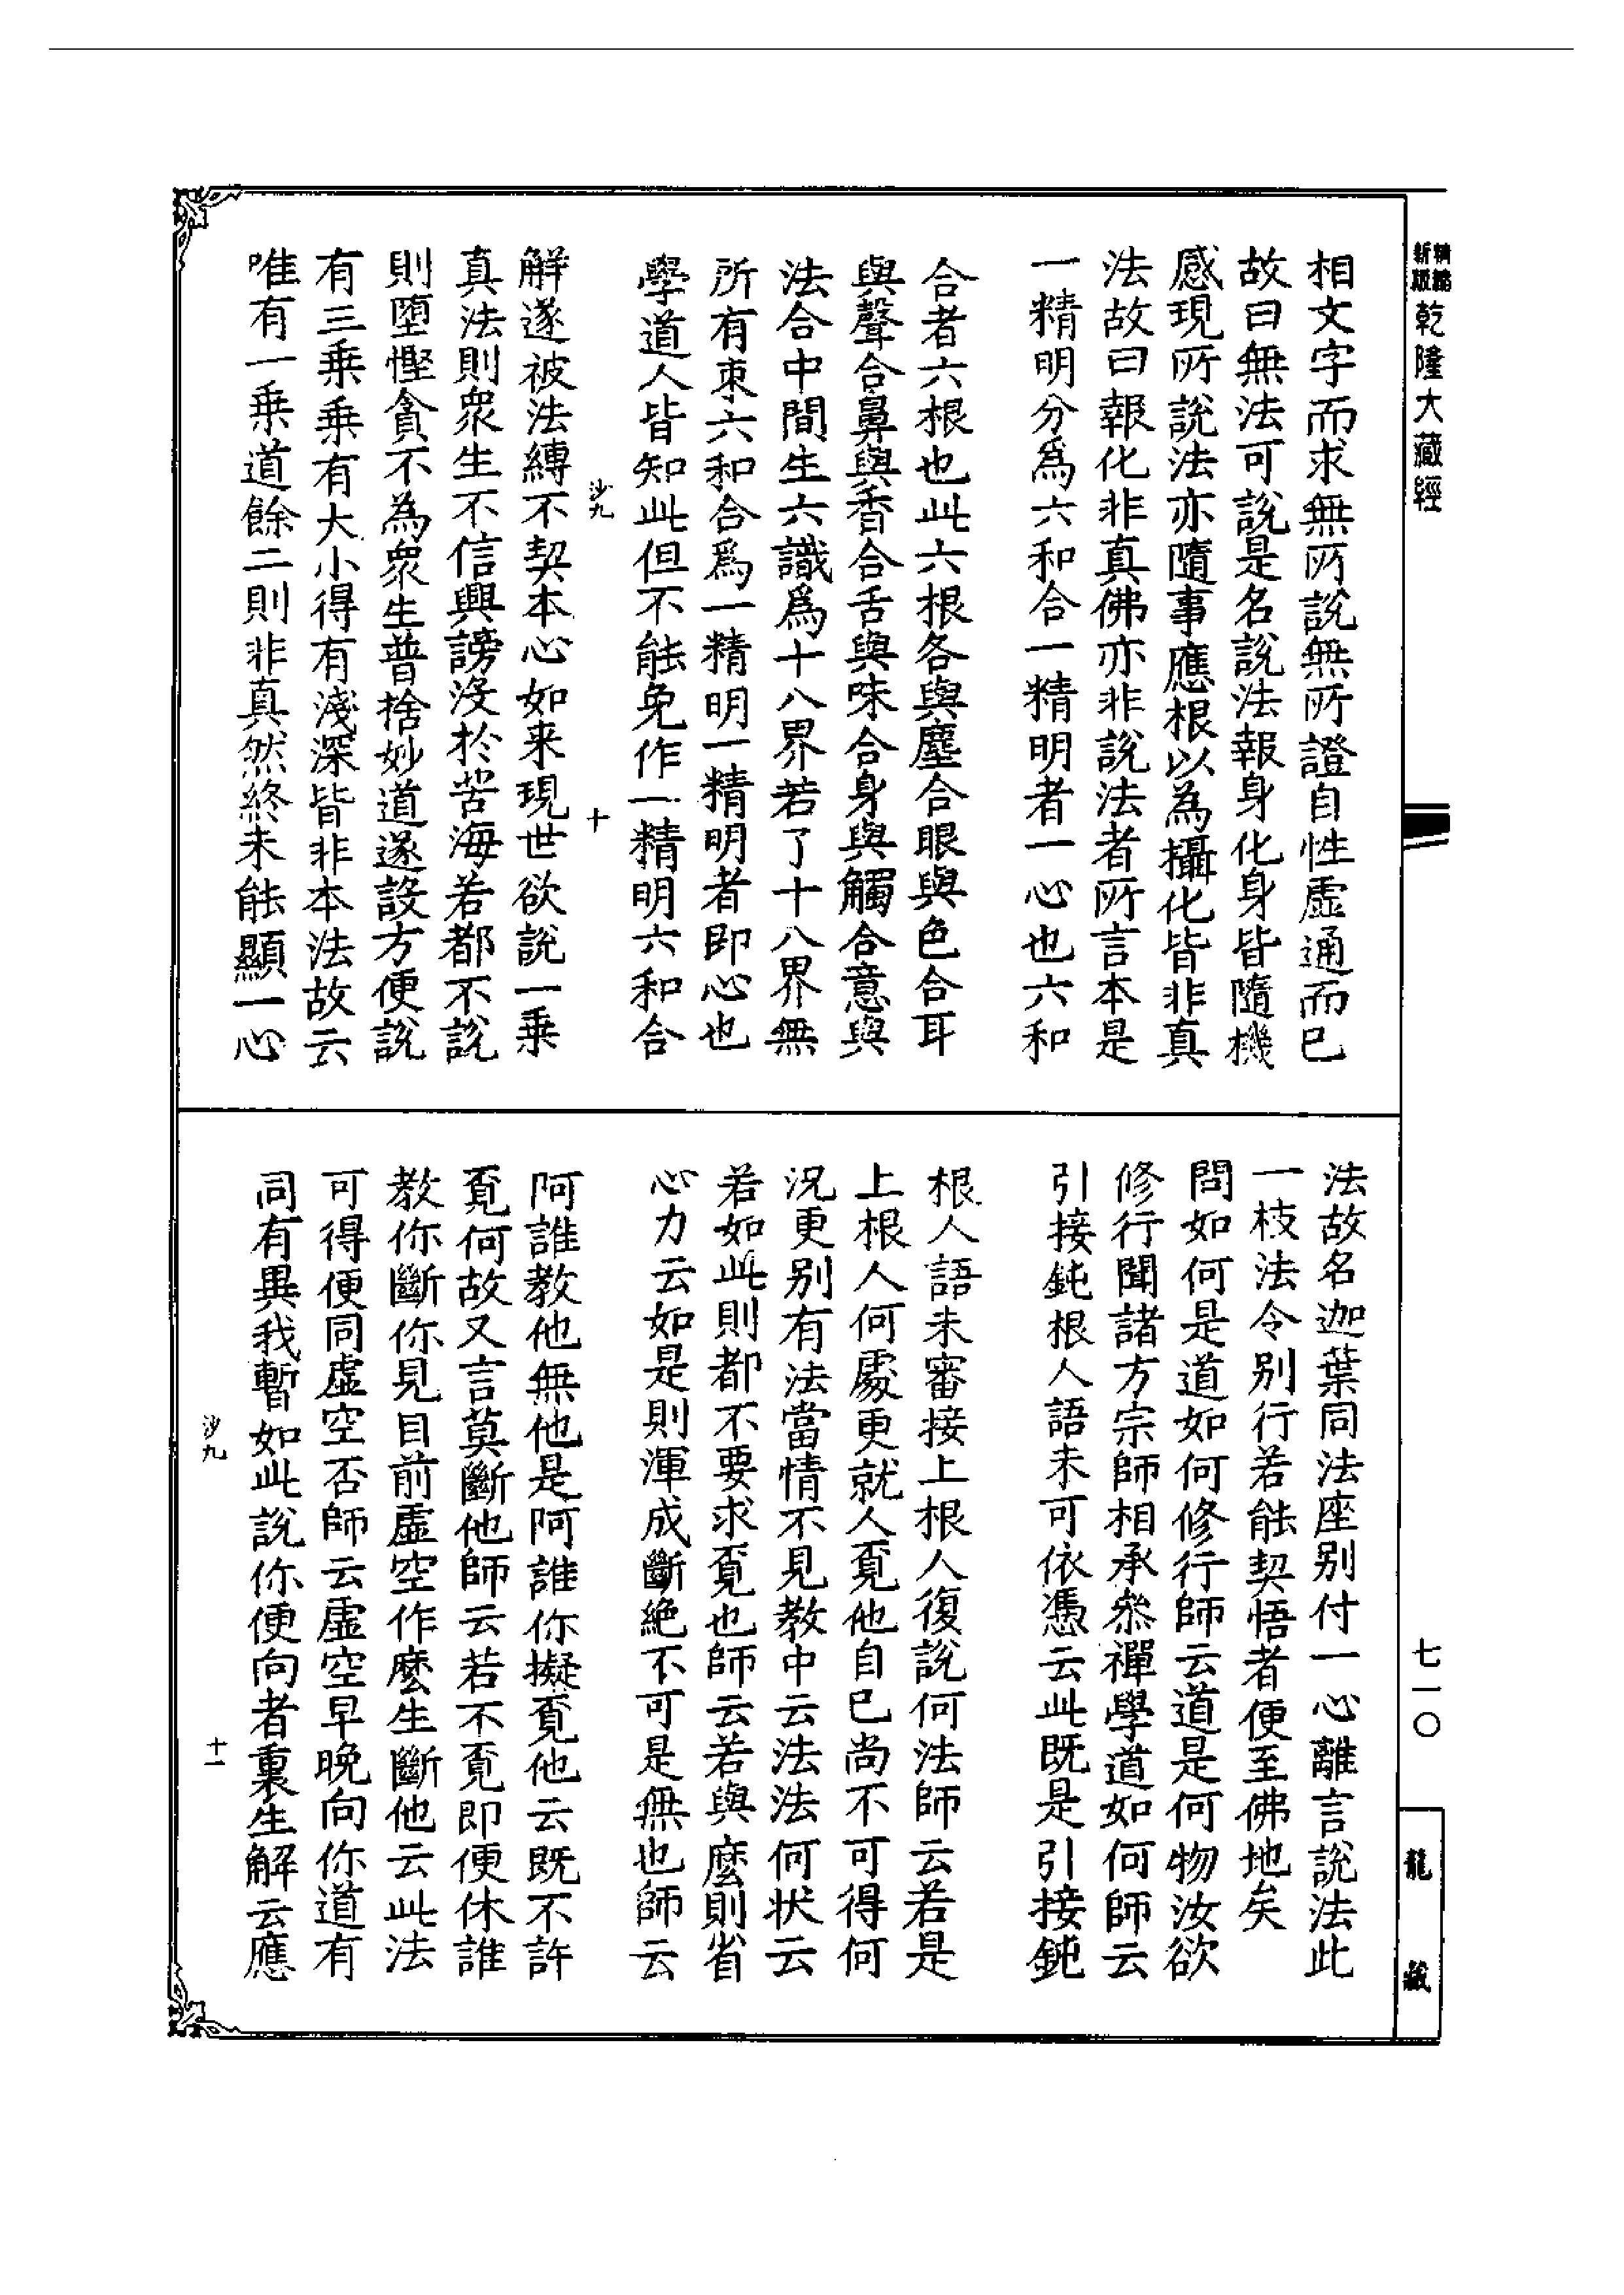 精縮
新版
乾隆大藏經
相文字而求無所說無所證自性虛通而已
故曰無法可說是名說法報身化身皆隨機
感現所說法亦隨事應根以為攝化皆非真
法故曰報化非真佛亦非說法者所言本是
一精明分爲六和合一精明者一心也六和
合者六根也此六根各與塵合眼與色合耳
與聲合鼻與香合舌與味合身與觸合意與
法合中間生六識爲十八界若了十八界無
所有束六和合爲一精明一精明者即心也
學道人皆知此但不能免作一精明六和合
沙九
十
解遂被法縛不契本心如来現世欲說一乗
真法則衆生不信興謗沒於苦海若都不說
則墮慳貪不為衆生普捨妙道遂設方便說
有三乗乗有大小得有淺深皆非本法故云
唯有一乗道餘二則非真然終未能顯一心
法故名迦葉同法座别付一心離言說法此
一枝法令别行若能契悟者便至佛地矣
問如何是道如何修行師云道是何物汝欲
修行聞諸方宗師相承叅禪學道如何師云
引接鈍根人語未可依憑云此既是引接鈍
根人語未審接上根人復說何法師云若是
上根人何處更就人覓他自已尚不可得何
況更别有法當情不見教中云法法何状云
若如此則都不要求覓也師云若與麽則省
心力云如是則渾成斷絶不可是無也師云
阿誰教他無他是阿誰你擬覓他云既不許
覓何故又言莫斷他師云若不覓即便休誰
教你斷你見目前虛空作麽生斷他云此法
可得便同虛空否師云虛空早晚向你道有
同有異我暫如此說你便向者裏生解云應
沙九
十一
七一〇
龍藏